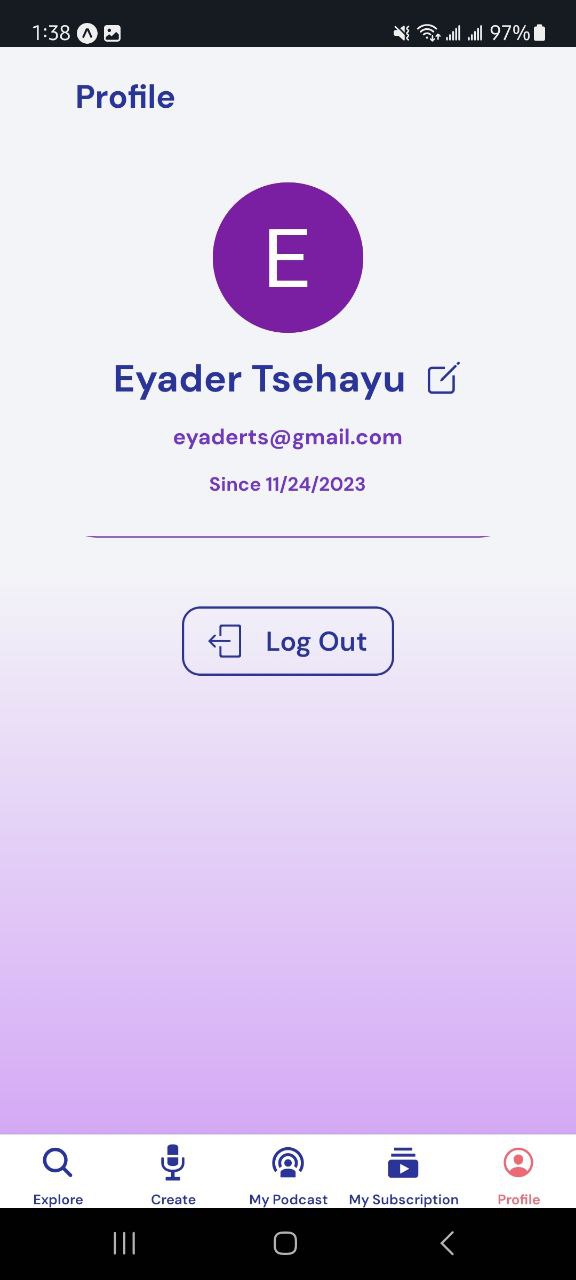 1:38 97%
Profile
E
Eyader Tsehayu
eyaderts@gmail.com
Since 11/24/2023
Log Out
Explore Create My Podcast My Subscription Profile